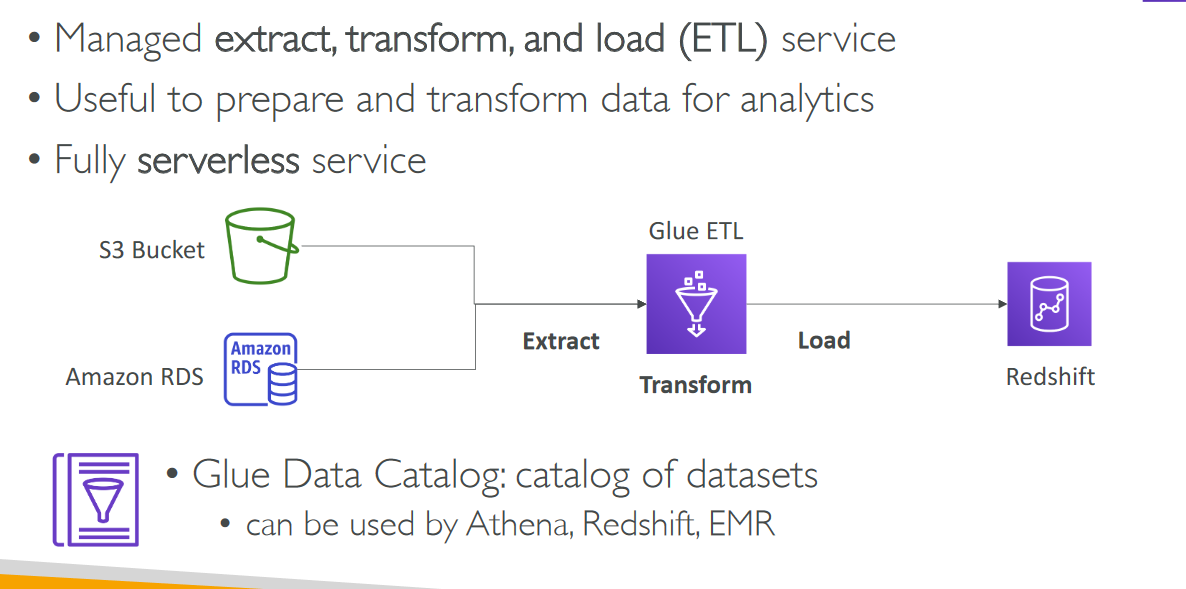 • Managed extract, transform, and load (ETL) service
• Useful to prepare and transform data for analytics
• Fully serverless service
Glue ETL
S3 Bucket
Amazon
RDS
Amazon RDS
Extract
Load
Transform
Redshift
• Glue Data Catalog: catalog of datasets
• can be used by Athena, Redshift, EMR